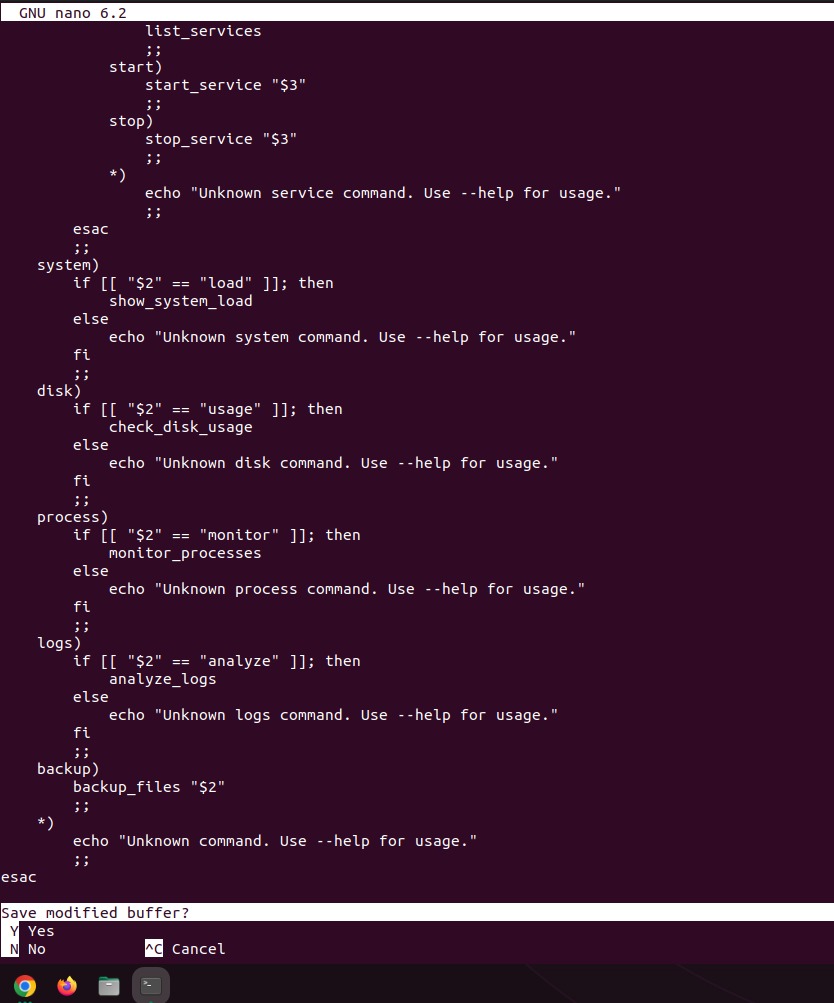 GNU nano 6.2
list_services
;;
start)
start_service "$3"
;;
stop)
stop_service "$3"
;;
*)
echo "Unknown service command. Use --help for usage."
;;
esac
;;
system)
if [[ "$2" == "load" ]]; then
show_system_load
else
echo "Unknown system command. Use --help for usage."
fi
;;
disk)
if [[ "$2" == "usage" ]]; then
check_disk_usage
else
echo "Unknown disk command. Use --help for usage."
fi
;;
process)
if [[ "$2" == "monitor" ]]; then
monitor_processes
else
echo "Unknown process command. Use --help for usage."
fi
;;
logs)
if [[ "$2" == "analyze" ]]; then
analyze_logs
else
echo "Unknown logs command. Use --help for usage."
fi
;;
backup)
backup_files "$2"
;;
*)
echo "Unknown command. Use --help for usage."
;;
esac
Save modified buffer?
Y Yes
N No ^C Cancel